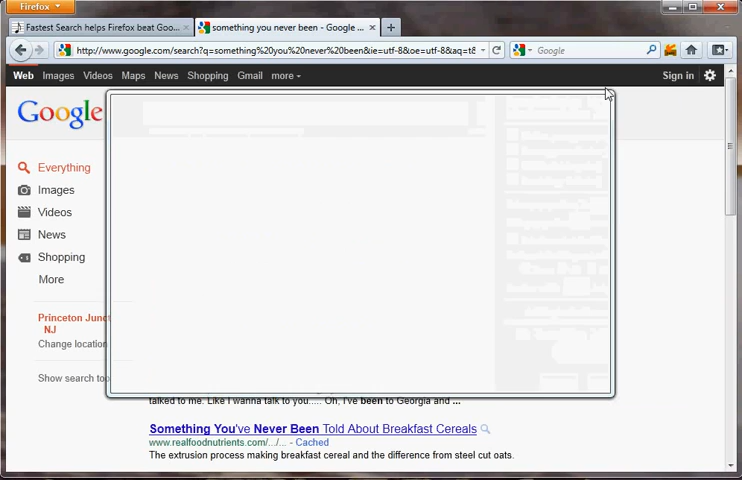 Firefox
Fastest Search helps Firefox beat Goo...
something you never been - Google ...
http://www.google.com/search?q=something%20you%20never%20been&ie=utf-8&oe=utf-8&aq=t&
Google
Web Images Videos Maps News Shopping Gmail more
Sign in
Google
Everything
Images
Videos
News
Shopping
More
Princeton Junct
NJ
Change location
Show search too
talked to me. Like I wanna talk to you..... Oh, I've been to Georgia and ...
Something You've Never Been Told About Breakfast Cereals
www.realfoodnutrients.com/.../... - Cached
The extrusion process making breakfast cereal and the difference from steel cut oats.